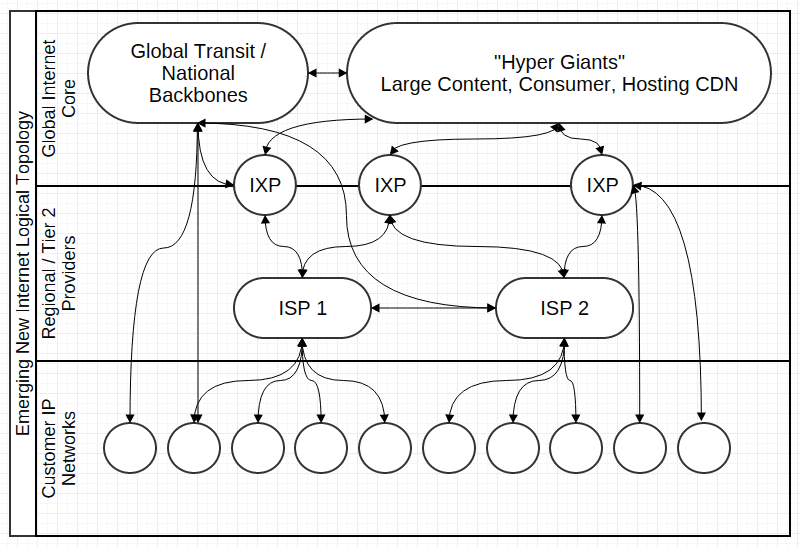 Emerging New Internet Logical Topology
Global Internet
Core
Global Transit /
National
Backbones
"Hyper Giants"
Large Content, Consumer, Hosting CDN
IXP
IXP
IXP
Regional / Tier 2
Providers
ISP 1
ISP 2
Customer IP
Networks